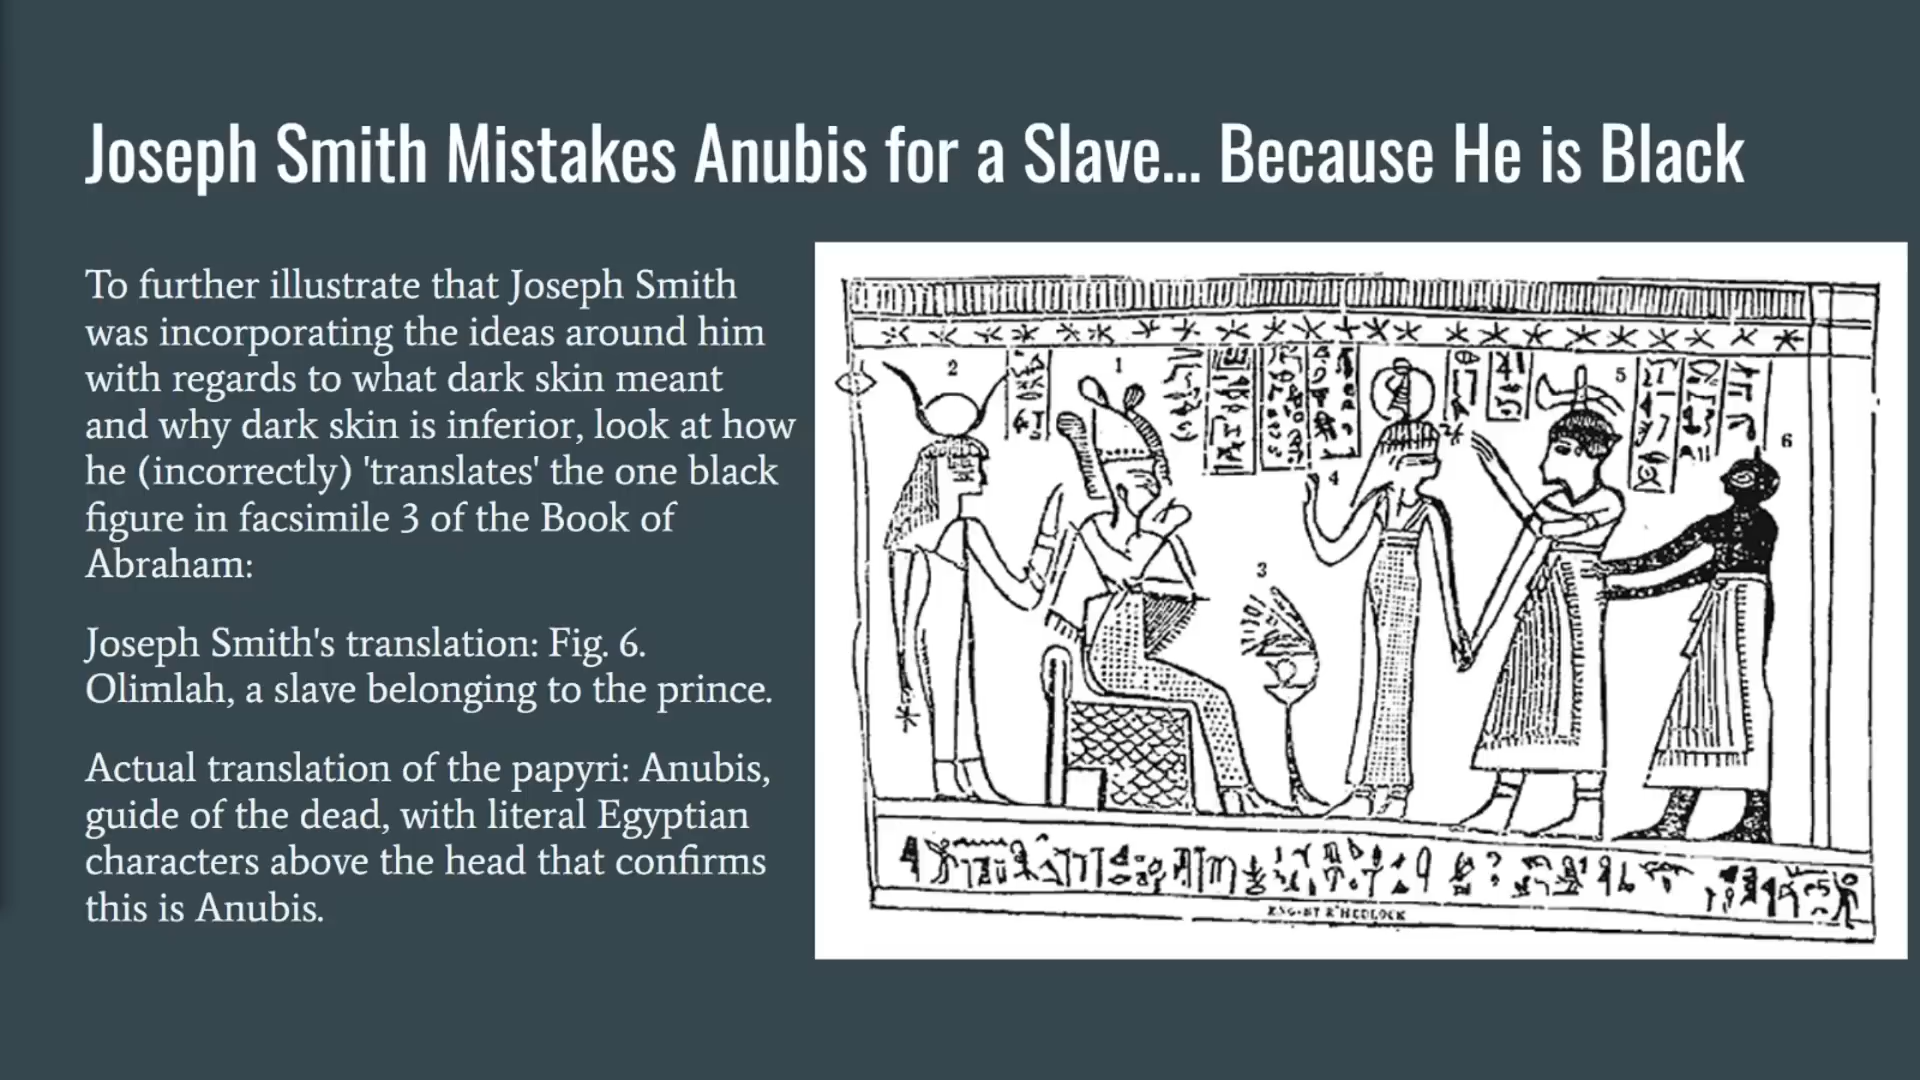 Joseph Smith Mistakes Anubis for a Slave... Because He is Black
To further illustrate that Joseph Smith
was incorporating the ideas around him
with regards to what dark skin meant
and why dark skin is inferior, look at how
he (incorrectly) 'translates' the one black
figure in facsimile 3 of the Book of
Abraham:
Joseph Smith's translation: Fig. 6.
Olimlah, a slave belonging to the prince.
Actual translation of the papyri: Anubis,
guide of the dead, with literal Egyptian
characters above the head that confirms
this is Anubis.
2
1
5
6
4
3